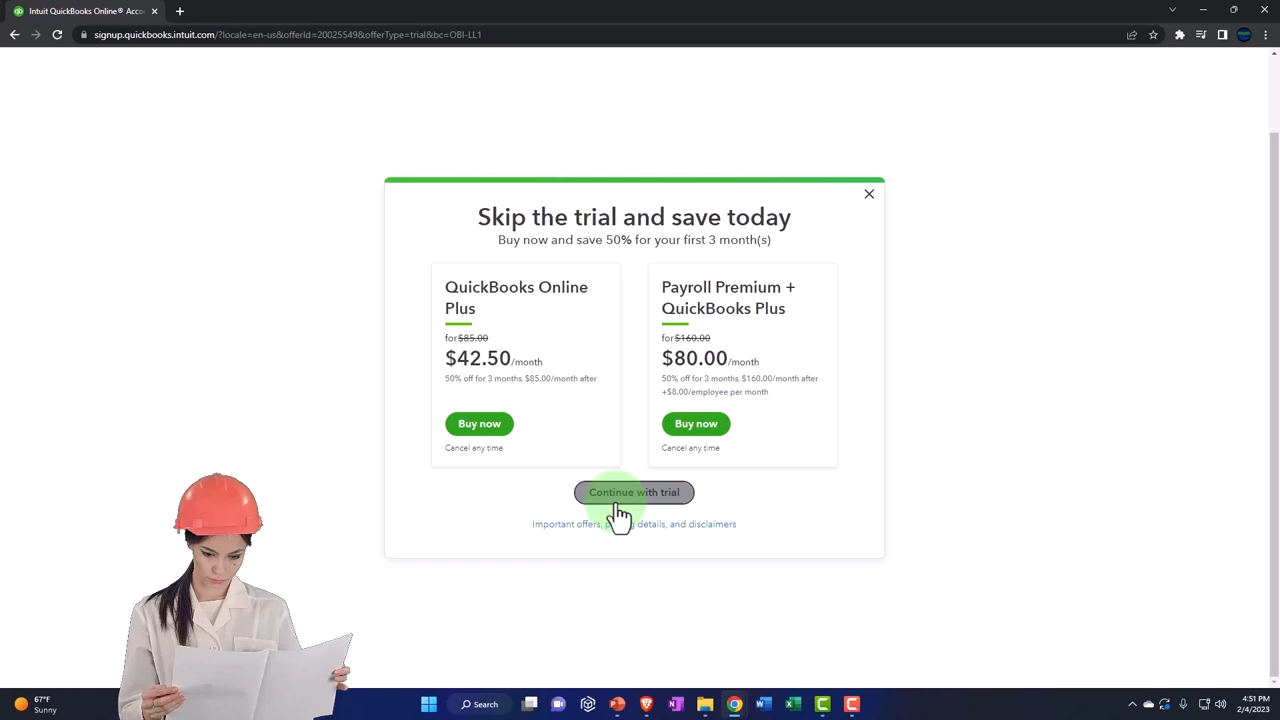 Intuit QuickBooks Online® Acco
signup.quickbooks.intuit.com/?locale=en-us&offerId=20025549&offerType=trial&bc=OBI-LL1
Skip the trial and save today
Buy now and save 50% for your first 3 month(s)
QuickBooks Online
Plus
for $85.00
$42.50/month
50% off for 3 months, $85.00/month after
Buy now
Cancel any time
Payroll Premium +
QuickBooks Plus
for $160.00
$80.00/month
50% off for 3 months, $160.00/month after
+$8.00/employee per month
Buy now
Cancel any time
Continue with trial
Important offers, details, and disclaimers
67°F
Sunny
Search
4:51 PM
2/4/2023